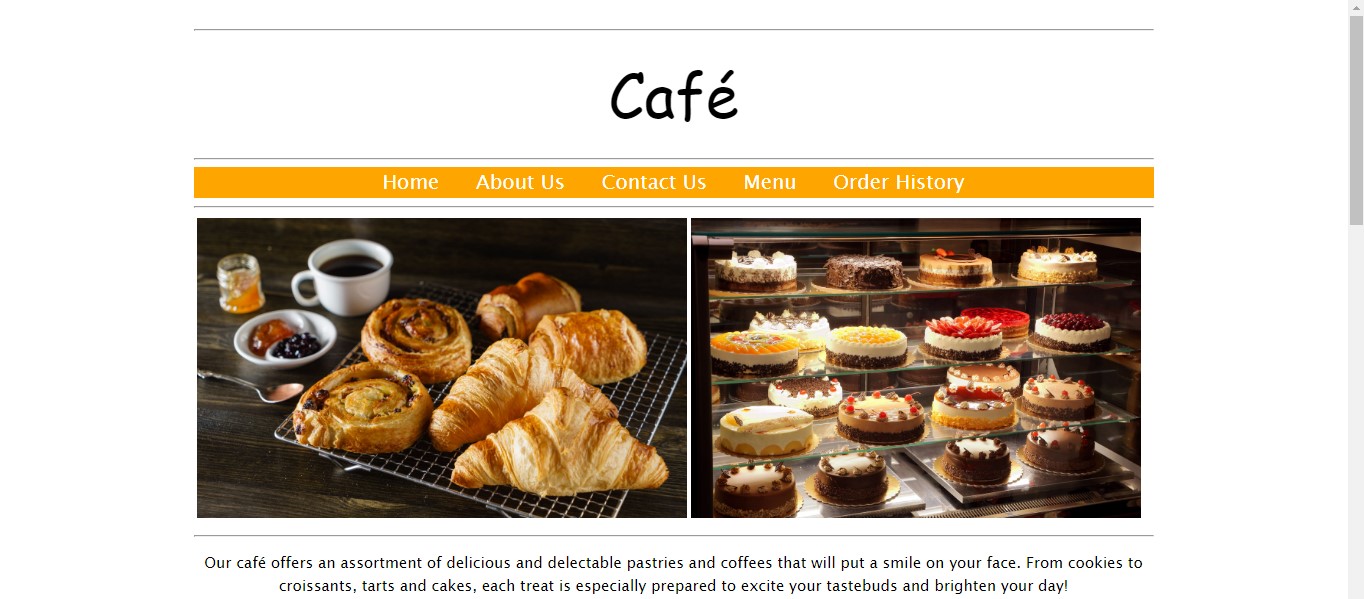 Café
Home About Us Contact Us Menu Order History
Our café offers an assortment of delicious and delectable pastries and coffees that will put a smile on your face. From cookies to
croissants, tarts and cakes, each treat is especially prepared to excite your tastebuds and brighten your day!